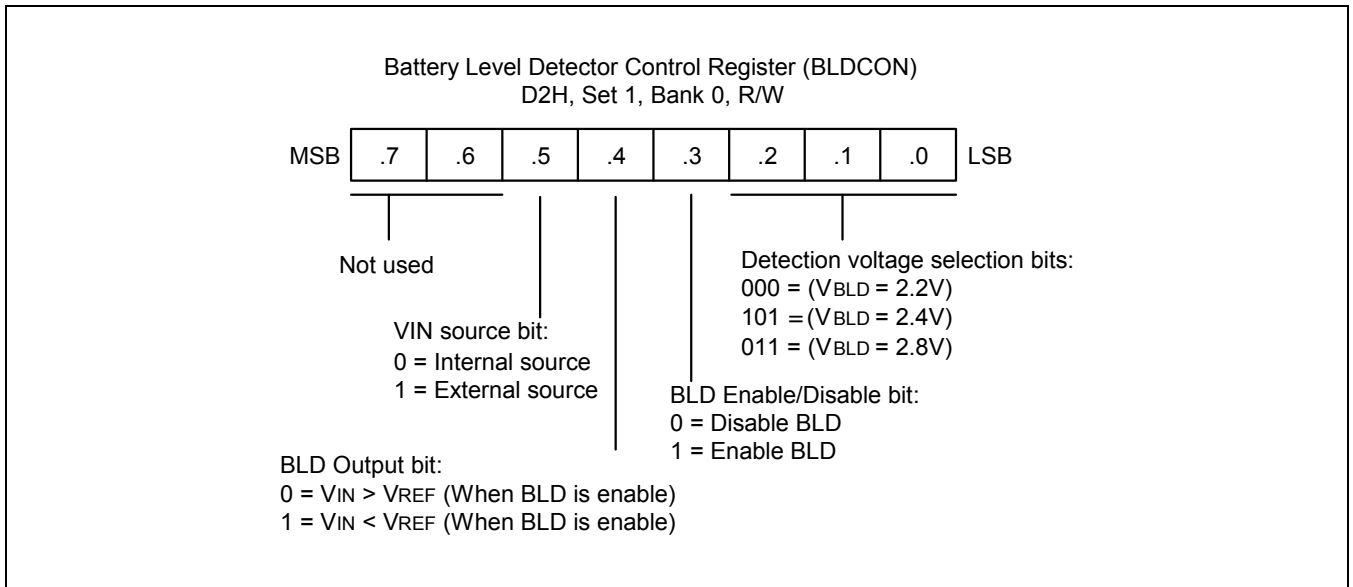 Battery Level Detector Control Register (BLDCON)
D2H, Set 1, Bank 0, R/W
MSB .7 .6 .5 .4 .3 .2 .1 .0 LSB
Not used
VIN source bit:
0 = Internal source
1 = External source
BLD Output bit:
0 = VIN > VREF (When BLD is enable)
1 = VIN < VREF (When BLD is enable)
BLD Enable/Disable bit:
0 = Disable BLD
1 = Enable BLD
Detection voltage selection bits:
000 = (VBLD = 2.2V)
101 = (VBLD = 2.4V)
011 = (VBLD = 2.8V)